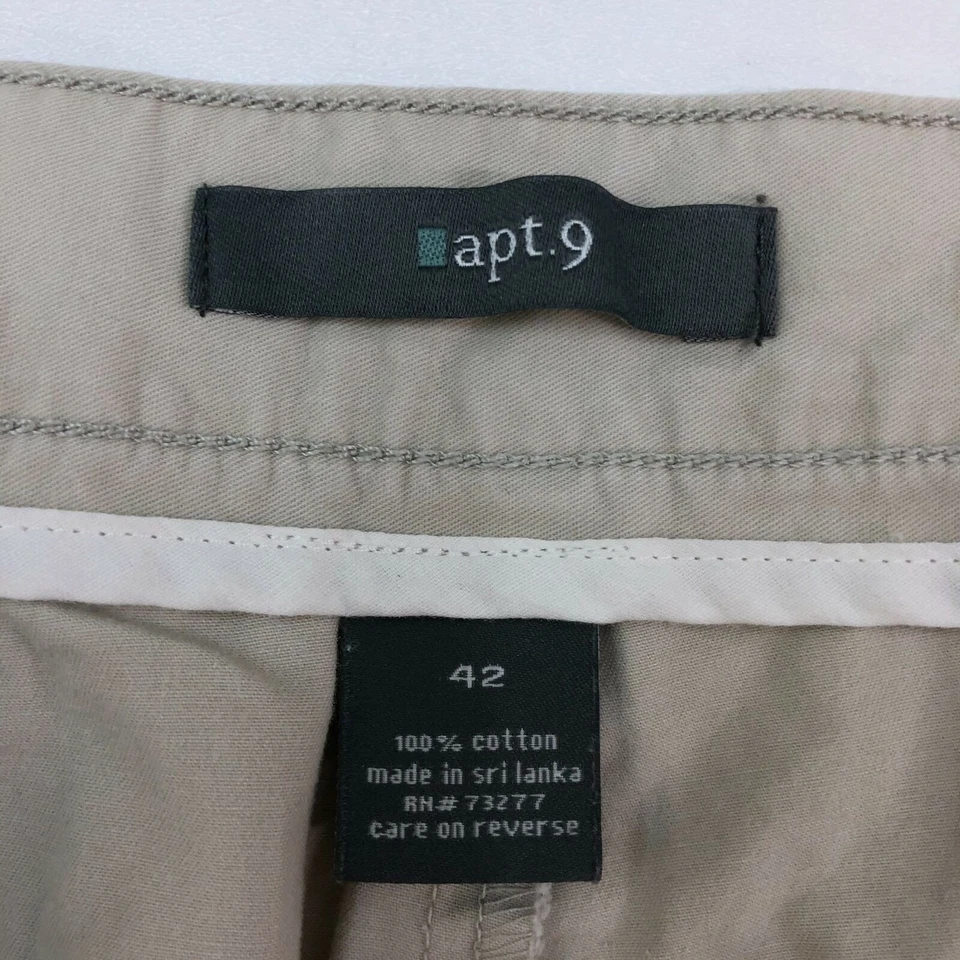 apt.9
42
100% cotton
made in sri lanka
RN# 73277
care on reverse